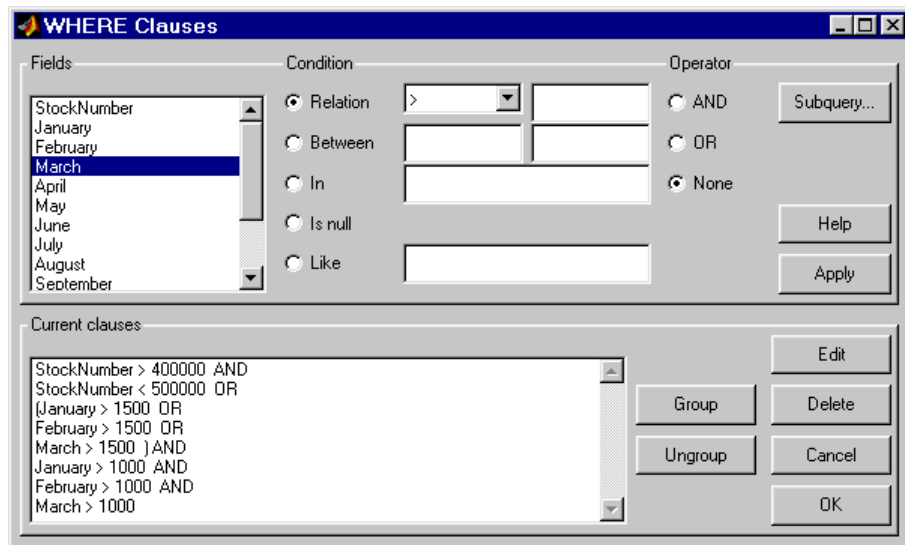 WHERE Clauses
Fields
Condition
Operator
StockNumber
January
February
March
April
May
June
July
August
September
Relation
>
Between
In
Is null
Like
AND
OR
None
Subquery...
Help
Apply
Current clauses
StockNumber > 400000 AND
StockNumber < 500000 OR
(January > 1500 OR
February > 1500 OR
March > 1500 ) AND
January > 1000 AND
February > 1000 AND
March > 1000
Group
Ungroup
Edit
Delete
Cancel
OK